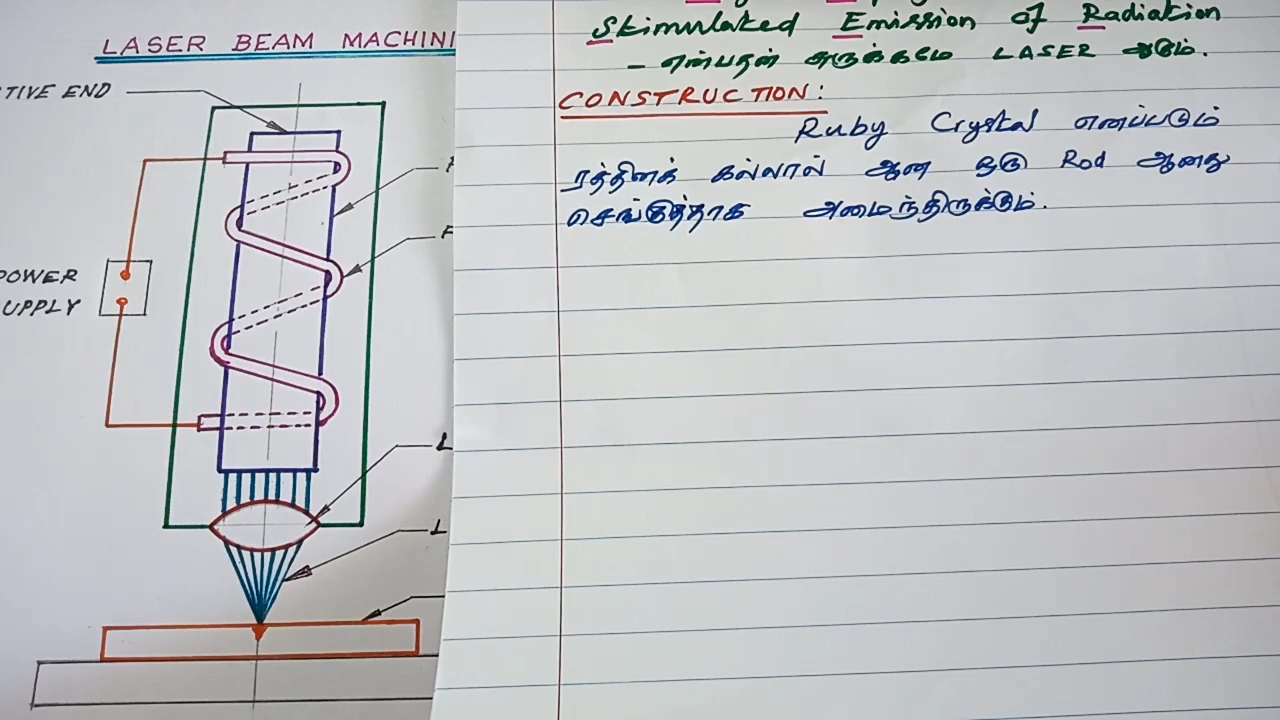 LASER BEAM MACHINI
TIVE END
POWER
UPPLY
L
L
Stimulated Emission of Radiation
- என்பதன் சுருக்கமே LASER ஆகும்.
CONSTRUCTION:
Ruby Crystal எனப்படும்
ரத்தினக் கல்லால் ஆன ஒரு Rod ஆனது
செங்குத்தாக அமைந்திருக்கும்.